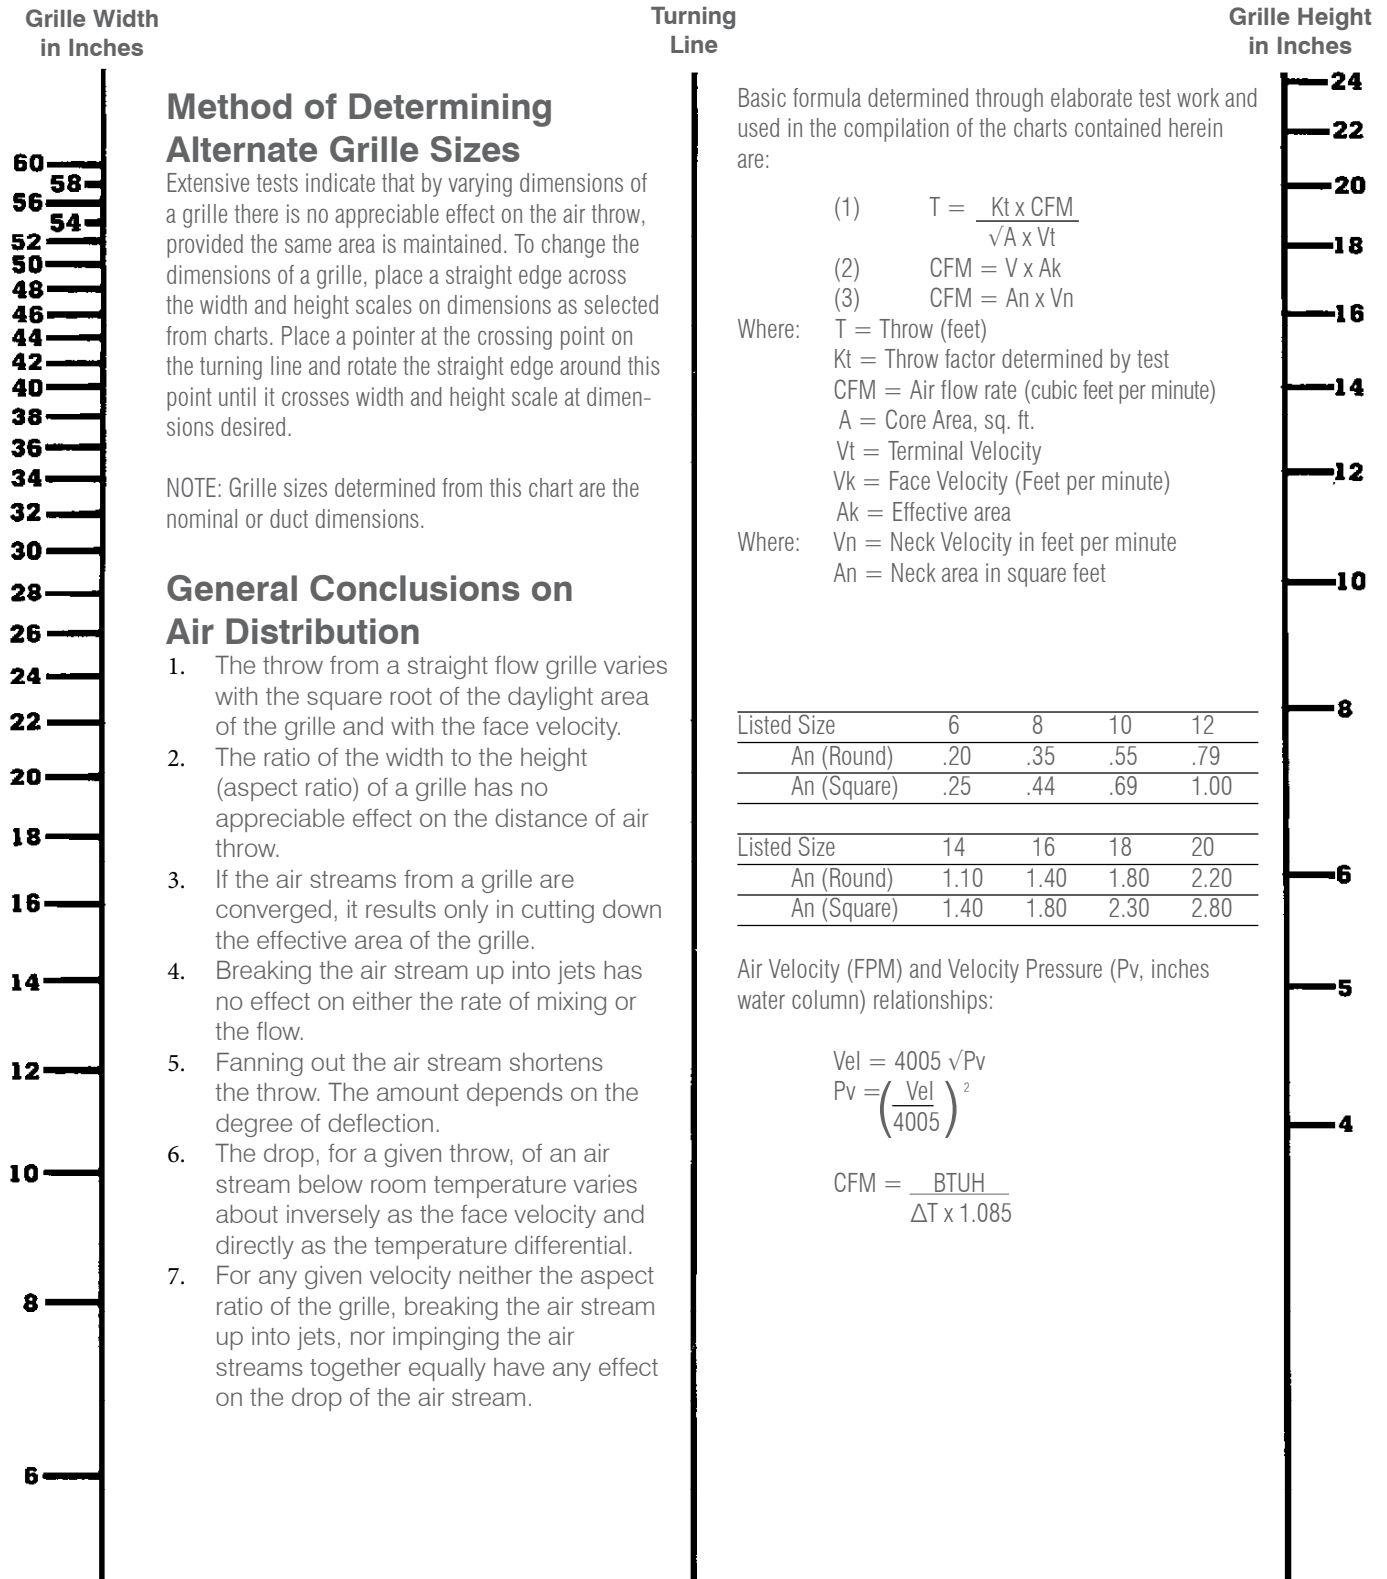 Grille Width
in Inches
Turning
Line
Grille Height
in Inches
60
58
56
54
52
50
48
46
44
42
40
38
36
34
32
30
28
26
24
22
20
18
16
14
12
10
8
6
Method of Determining
Alternate Grille Sizes
Extensive tests indicate that by varying dimensions of
a grille there is no appreciable effect on the air throw,
provided the same area is maintained. To change the
dimensions of a grille, place a straight edge across
the width and height scales on dimensions as selected
from charts. Place a pointer at the crossing point on
the turning line and rotate the straight edge around this
point until it crosses width and height scale at dimen-
sions desired.
NOTE: Grille sizes determined from this chart are the
nominal or duct dimensions.
General Conclusions on
Air Distribution
1. The throw from a straight flow grille varies
with the square root of the daylight area
of the grille and with the face velocity.
2. The ratio of the width to the height
(aspect ratio) of a grille has no
appreciable effect on the distance of air
throw.
3. If the air streams from a grille are
converged, it results only in cutting down
the effective area of the grille.
4. Breaking the air stream up into jets has
no effect on either the rate of mixing or
the flow.
5. Fanning out the air stream shortens
the throw. The amount depends on the
degree of deflection.
6. The drop, for a given throw, of an air
stream below room temperature varies
about inversely as the face velocity and
directly as the temperature differential.
7. For any given velocity neither the aspect
ratio of the grille, breaking the air stream
up into jets, nor impinging the air
streams together equally have any effect
on the drop of the air stream.
Basic formula determined through elaborate test work and
used in the compilation of the charts contained herein
are:
(1) T = Kt x CFM
√A x Vt
(2) CFM = V x Ak
(3) CFM = An x Vn
Where: T = Throw (feet)
Kt = Throw factor determined by test
CFM = Air flow rate (cubic feet per minute)
A = Core Area, sq. ft.
Vt = Terminal Velocity
Vk = Face Velocity (Feet per minute)
Ak = Effective area
Where: Vn = Neck Velocity in feet per minute
An = Neck area in square feet
Listed Size 6 8 10 12
An (Round) .20 .35 .55 .79
An (Square) .25 .44 .69 1.00
Listed Size 14 16 18 20
An (Round) 1.10 1.40 1.80 2.20
An (Square) 1.40 1.80 2.30 2.80
Air Velocity (FPM) and Velocity Pressure (Pv, inches
water column) relationships:
Vel = 4005 √Pv
Pv = ( Vel ) 2
4005
CFM = BTUH
ΔT x 1.085
24
22
20
18
16
14
12
10
8
6
5
4